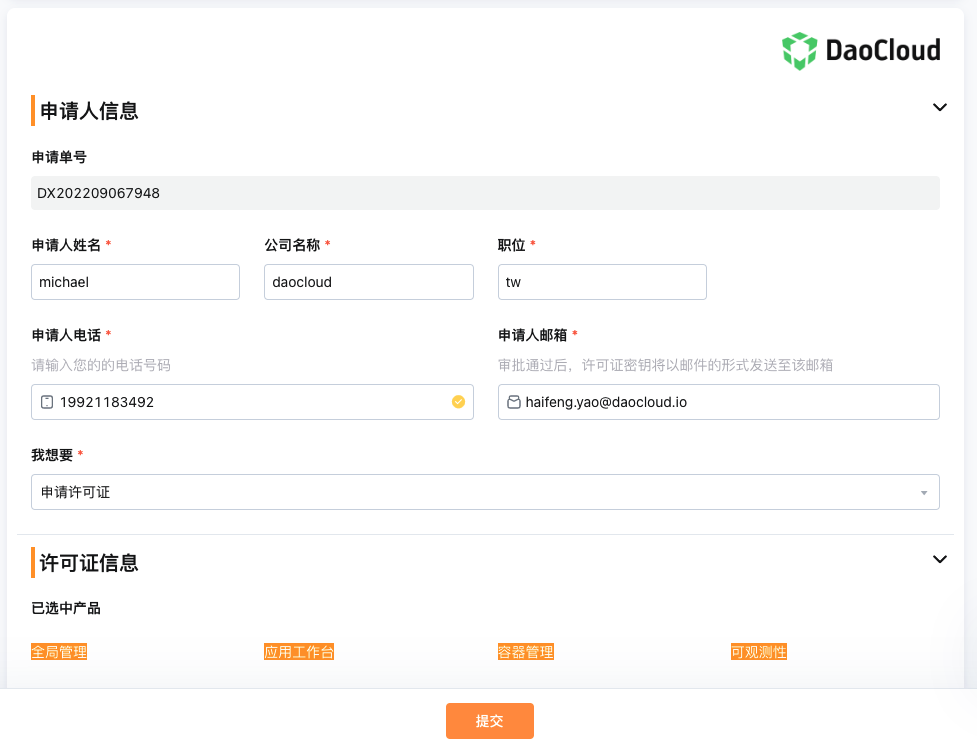 DaoCloud
申请人信息
申请单号
DX202209067948
申请人姓名 * 公司名称 * 职位 *
michael daocloud tw
申请人电话 * 申请人邮箱 *
请输入您的的电话号码 审批通过后，许可证密钥将以邮件的形式发送至该邮箱
19921183492 haifeng.yao@daocloud.io
我想要 *
申请许可证
许可证信息
已选中产品
全局管理 应用工作台 容器管理 可观测性
提交